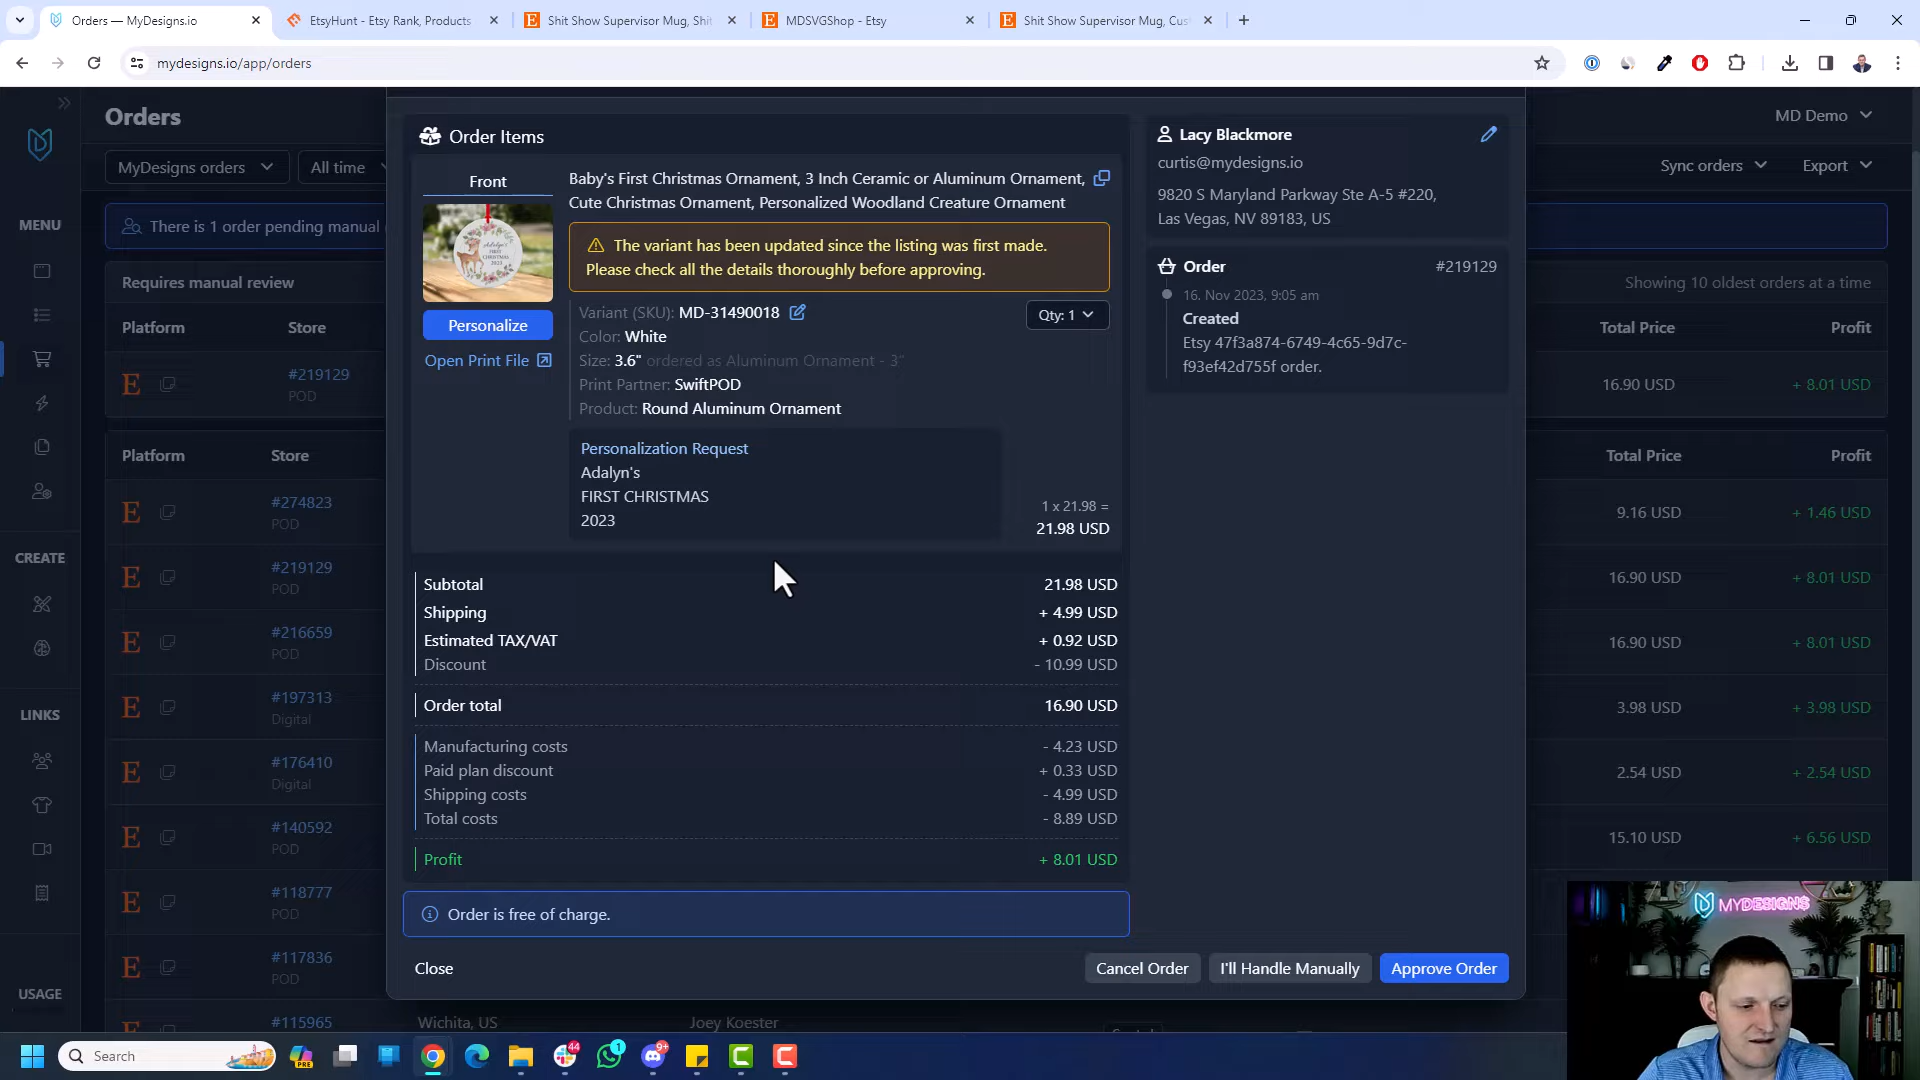 Orders — MyDesigns.io
EtsyHunt - Etsy Rank, Products
Shit Show Supervisor Mug, Shit
MDSVGShop - Etsy
Shit Show Supervisor Mug, Cus
mydesigns.io/app/orders
Orders
MD Demo
MyDesigns orders
All time
Sync orders
Export
MENU
There is 1 order pending manual
Requires manual review
Showing 10 oldest orders at a time
Platform
Store
Total Price
Profit
#219129
POD
16.90 USD
+ 8.01 USD
Platform
Store
Total Price
Profit
#274823
POD
9.16 USD
+ 1.46 USD
#219129
POD
16.90 USD
+ 8.01 USD
CREATE
#216659
POD
16.90 USD
+ 8.01 USD
#197313
Digital
3.98 USD
+ 3.98 USD
LINKS
#176410
Digital
2.54 USD
+ 2.54 USD
#140592
POD
15.10 USD
+ 6.56 USD
#118777
POD
#117836
POD
USAGE
#115965
Wichita, US
Joey Koester
Order Items
Front
Baby's First Christmas Ornament, 3 Inch Ceramic or Aluminum Ornament,
Cute Christmas Ornament, Personalized Woodland Creature Ornament
Adalyn's
FIRST
CHRISTMAS
2023
The variant has been updated since the listing was first made.
Please check all the details thoroughly before approving.
Personalize
Open Print File
Variant (SKU): MD-31490018
Qty: 1
Color: White
Size: 3.6" ordered as Aluminum Ornament - 3"
Print Partner: SwiftPOD
Product: Round Aluminum Ornament
Personalization Request
Adalyn's
FIRST CHRISTMAS
2023
1 x 21.98 =
21.98 USD
Subtotal 21.98 USD
Shipping + 4.99 USD
Estimated TAX/VAT + 0.92 USD
Discount - 10.99 USD
Order total 16.90 USD
Manufacturing costs - 4.23 USD
Paid plan discount + 0.33 USD
Shipping costs - 4.99 USD
Total costs - 8.89 USD
Profit + 8.01 USD
Order is free of charge.
Close
Cancel Order
I'll Handle Manually
Approve Order
Lacy Blackmore
curtis@mydesigns.io
9820 S Maryland Parkway Ste A-5 #220,
Las Vegas, NV 89183, US
Order #219129
16. Nov 2023, 9:05 am
Created
Etsy 47f3a874-6749-4c65-9d7c-
f93ef42d755f order.
MYDESIGNS
Search
PRE
44
1
9+